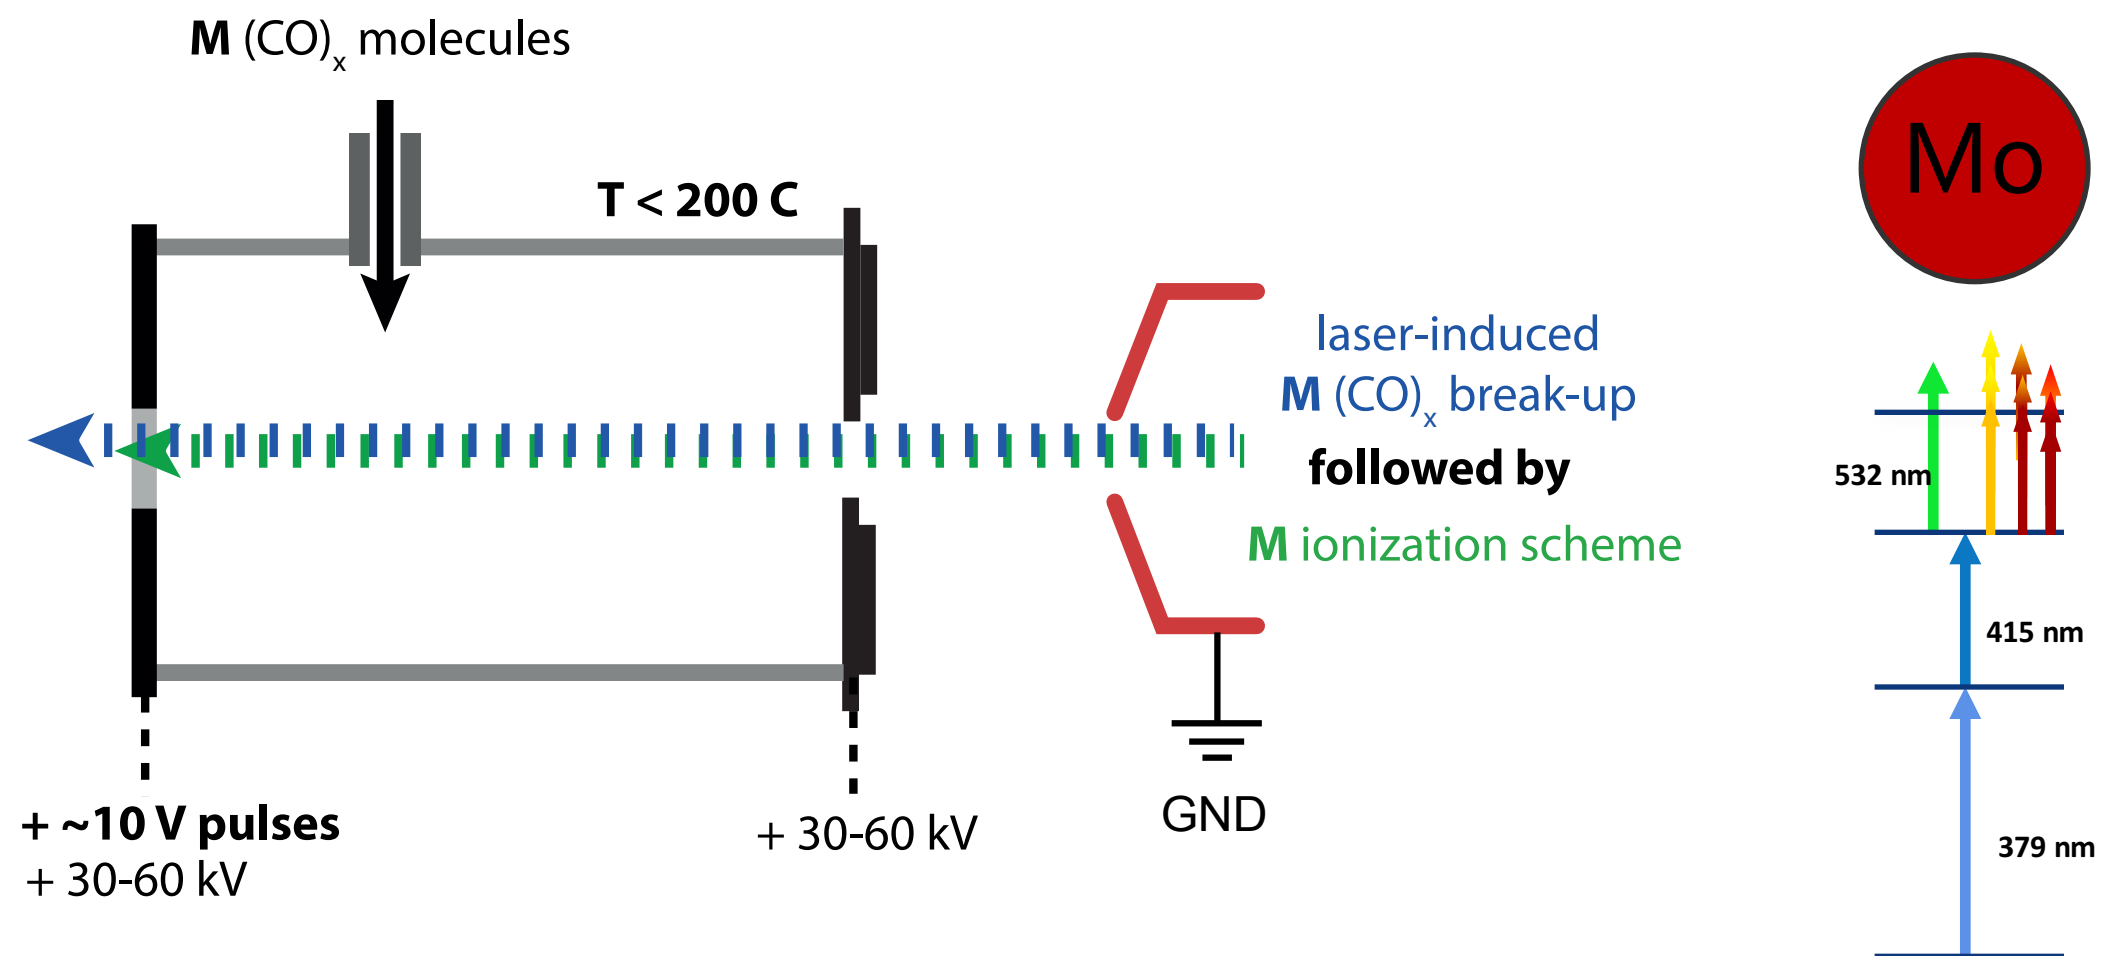 M (CO)x molecules
T < 200 C
laser-induced
M (CO)x break-up
followed by
M ionization scheme
+ ~10 V pulses
+ 30-60 kV
+ 30-60 kV
GND
Mo
532 nm
415 nm
379 nm